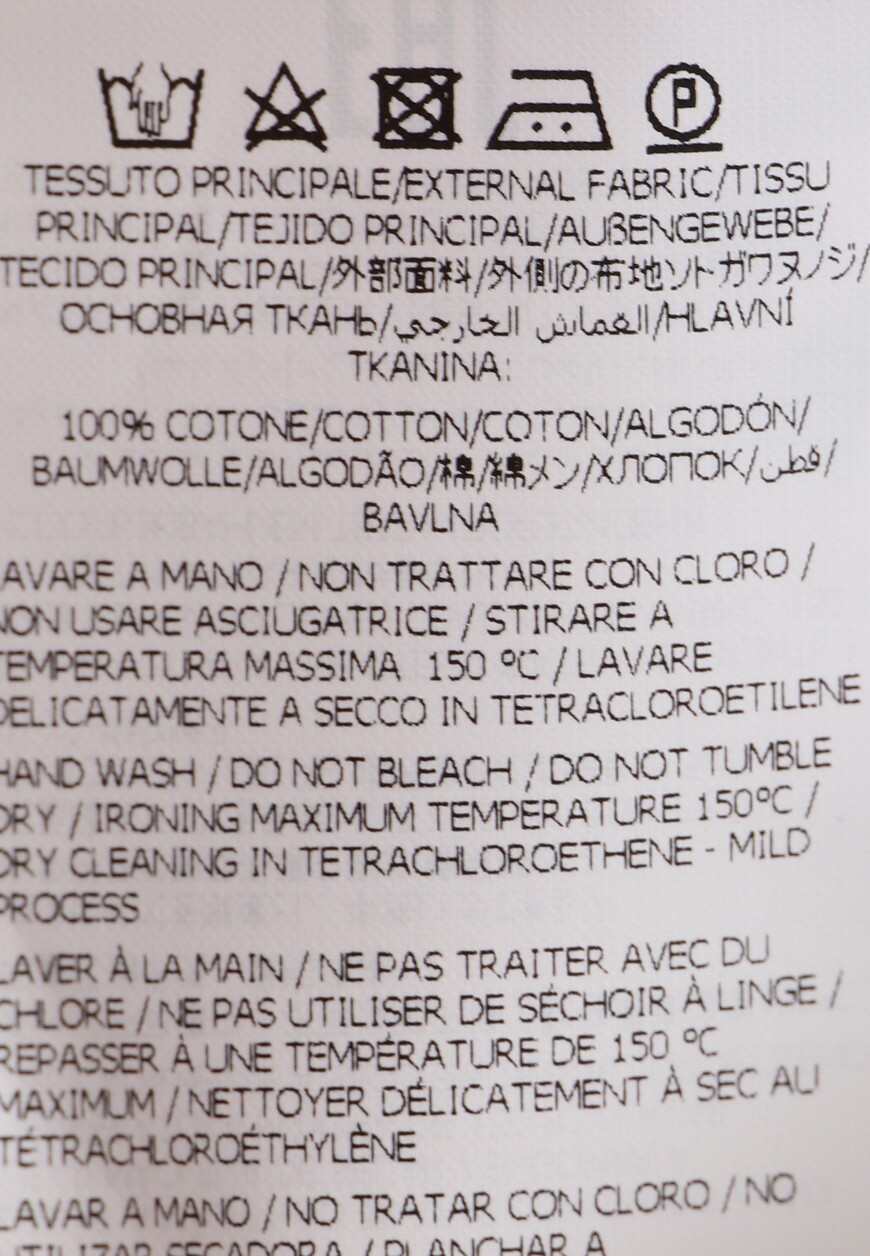 P
TESSUTO PRINCIPALE/EXTERNAL FABRIC/TISSU
PRINCIPAL/TEJIDO PRINCIPAL/AUßENGEWEBE/
TECIDO PRINCIPAL/外部面料/外側の布地ソトガワヌノジ/
ОСНОВНАЯ ТКАНЬ/القماش الخارجي/HLAVNÍ
TKANINA:
100% COTONE/COTTON/COTON/ALGODÓN/
BAUMWOLLE/ALGODÃO/棉/綿メン/ХЛОПОК/قطن/
BAVLNA
LAVARE A MANO / NON TRATTARE CON CLORO /
NON USARE ASCIUGATRICE / STIRARE A
TEMPERATURA MASSIMA 150 ºC / LAVARE
DELICATAMENTE A SECCO IN TETRACLOROETILENE
HAND WASH / DO NOT BLEACH / DO NOT TUMBLE
DRY / IRONING MAXIMUM TEMPERATURE 150ºC /
DRY CLEANING IN TETRACHLOROETHENE - MILD
PROCESS
LAVER À LA MAIN / NE PAS TRAITER AVEC DU
CHLORE / NE PAS UTILISER DE SÉCHOIR À LINGE /
REPASSER À UNE TEMPÉRATURE DE 150 ºC
MAXIMUM / NETTOYER DÉLICATEMENT À SEC AU
TÉTRACHLOROÉTHYLÈNE
LAVAR A MANO / NO TRATAR CON CLORO / NO
UTILIZAR SECADORA / PLANCHAR A